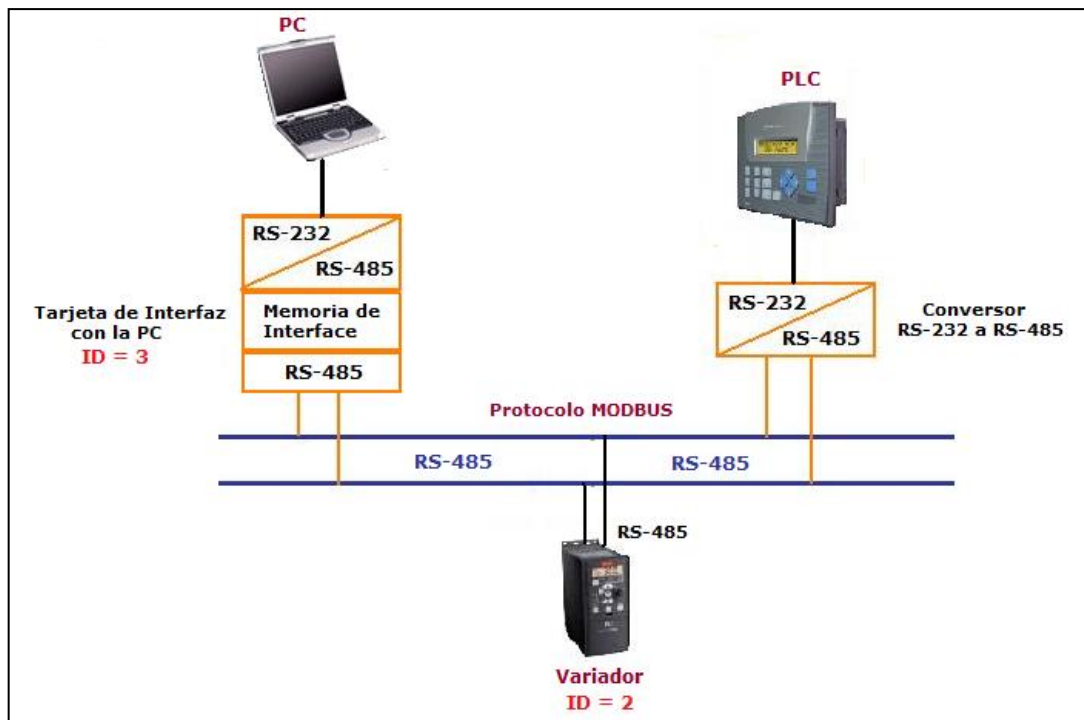 PC
PLC
RS-232
RS-485
Tarjeta de Interfaz
con la PC
ID = 3
Memoria de
Interface
RS-485
RS-232
RS-485
Conversor
RS-232 a RS-485
Protocolo MODBUS
RS-485
RS-485
RS-485
Variador
ID = 2